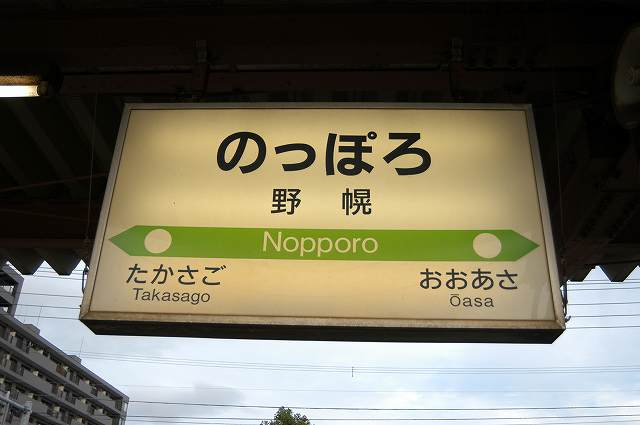 のっぽろ
野幌
Nopporo
たかさご おおあさ
Takasago Ōasa